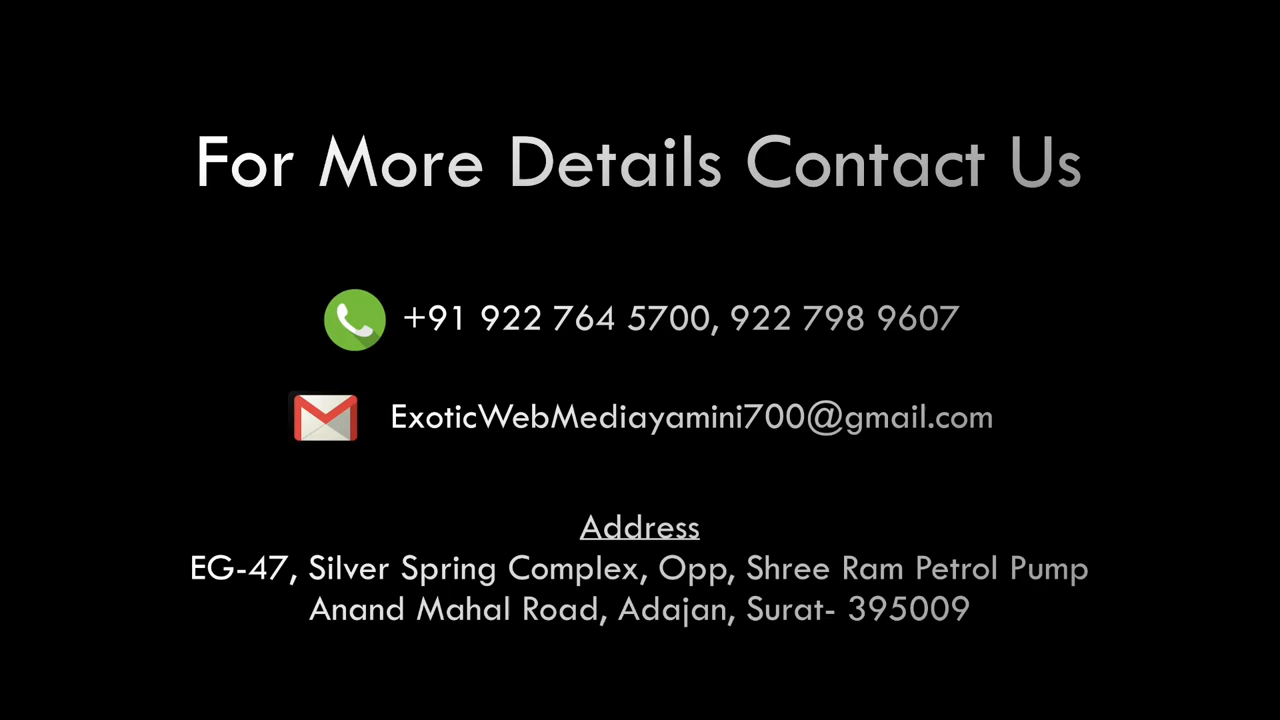 For More Details Contact Us
+91 922 764 5700, 922 798 9607
ExoticWebMediayamini700@gmail.com
Address
EG-47, Silver Spring Complex, Opp, Shree Ram Petrol Pump
Anand Mahal Road, Adajan, Surat- 395009